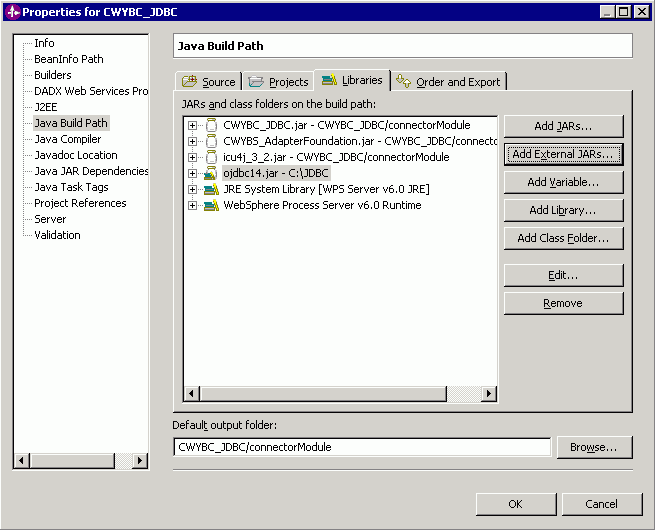 Properties for CWYBC_JDBC
Info
BeanInfo Path
Builders
DADX Web Services Pro
J2EE
Java Build Path
Java Compiler
Javadoc Location
Java JAR Dependencies
Java Task Tags
Project References
Server
Validation
Java Build Path
Source Projects Libraries Order and Export
JARs and class folders on the build path:
CWYBC_JDBC.jar - CWYBC_JDBC/connectorModule
CWYBS_AdapterFoundation.jar - CWYBC_JDBC/connec
icu4j_3_2.jar - CWYBC_JDBC/connectorModule
ojdbc14.jar - C:\JDBC
JRE System Library [WPS Server v6.0 JRE]
WebSphere Process Server v6.0 Runtime
Add JARs...
Add External JARs...
Add Variable...
Add Library...
Add Class Folder...
Edit...
Remove
Default output folder:
CWYBC_JDBC/connectorModule
Browse...
OK Cancel